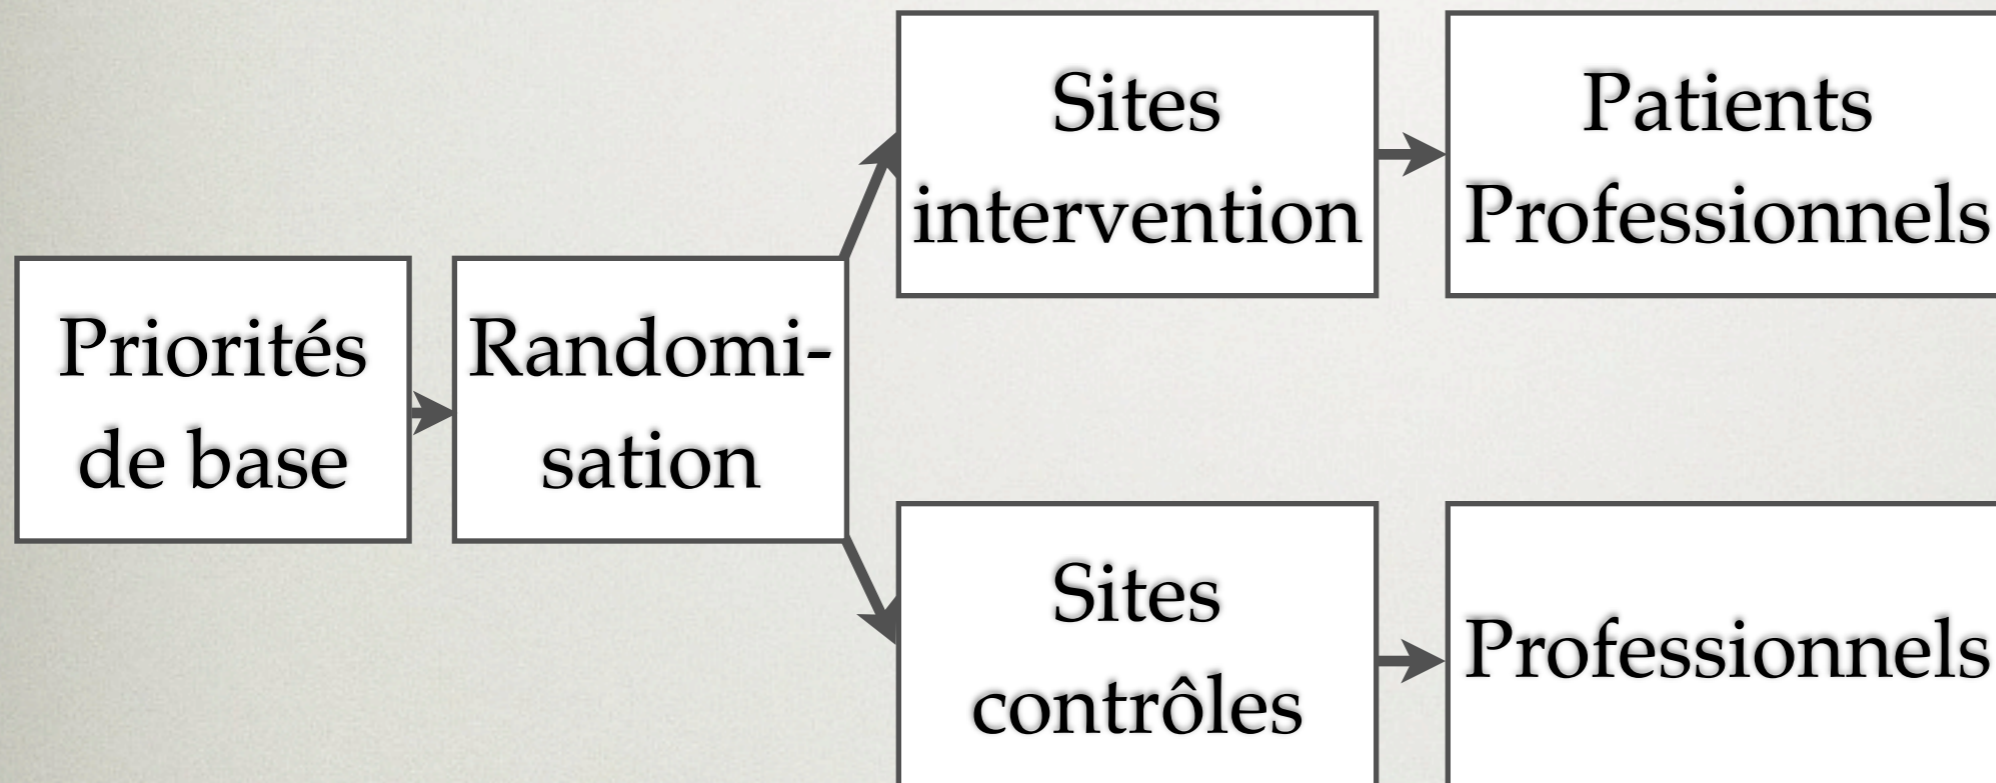 Priorités
de base
Randomi-
sation
Sites
intervention
Patients
Professionnels
Sites
contrôles
Professionnels